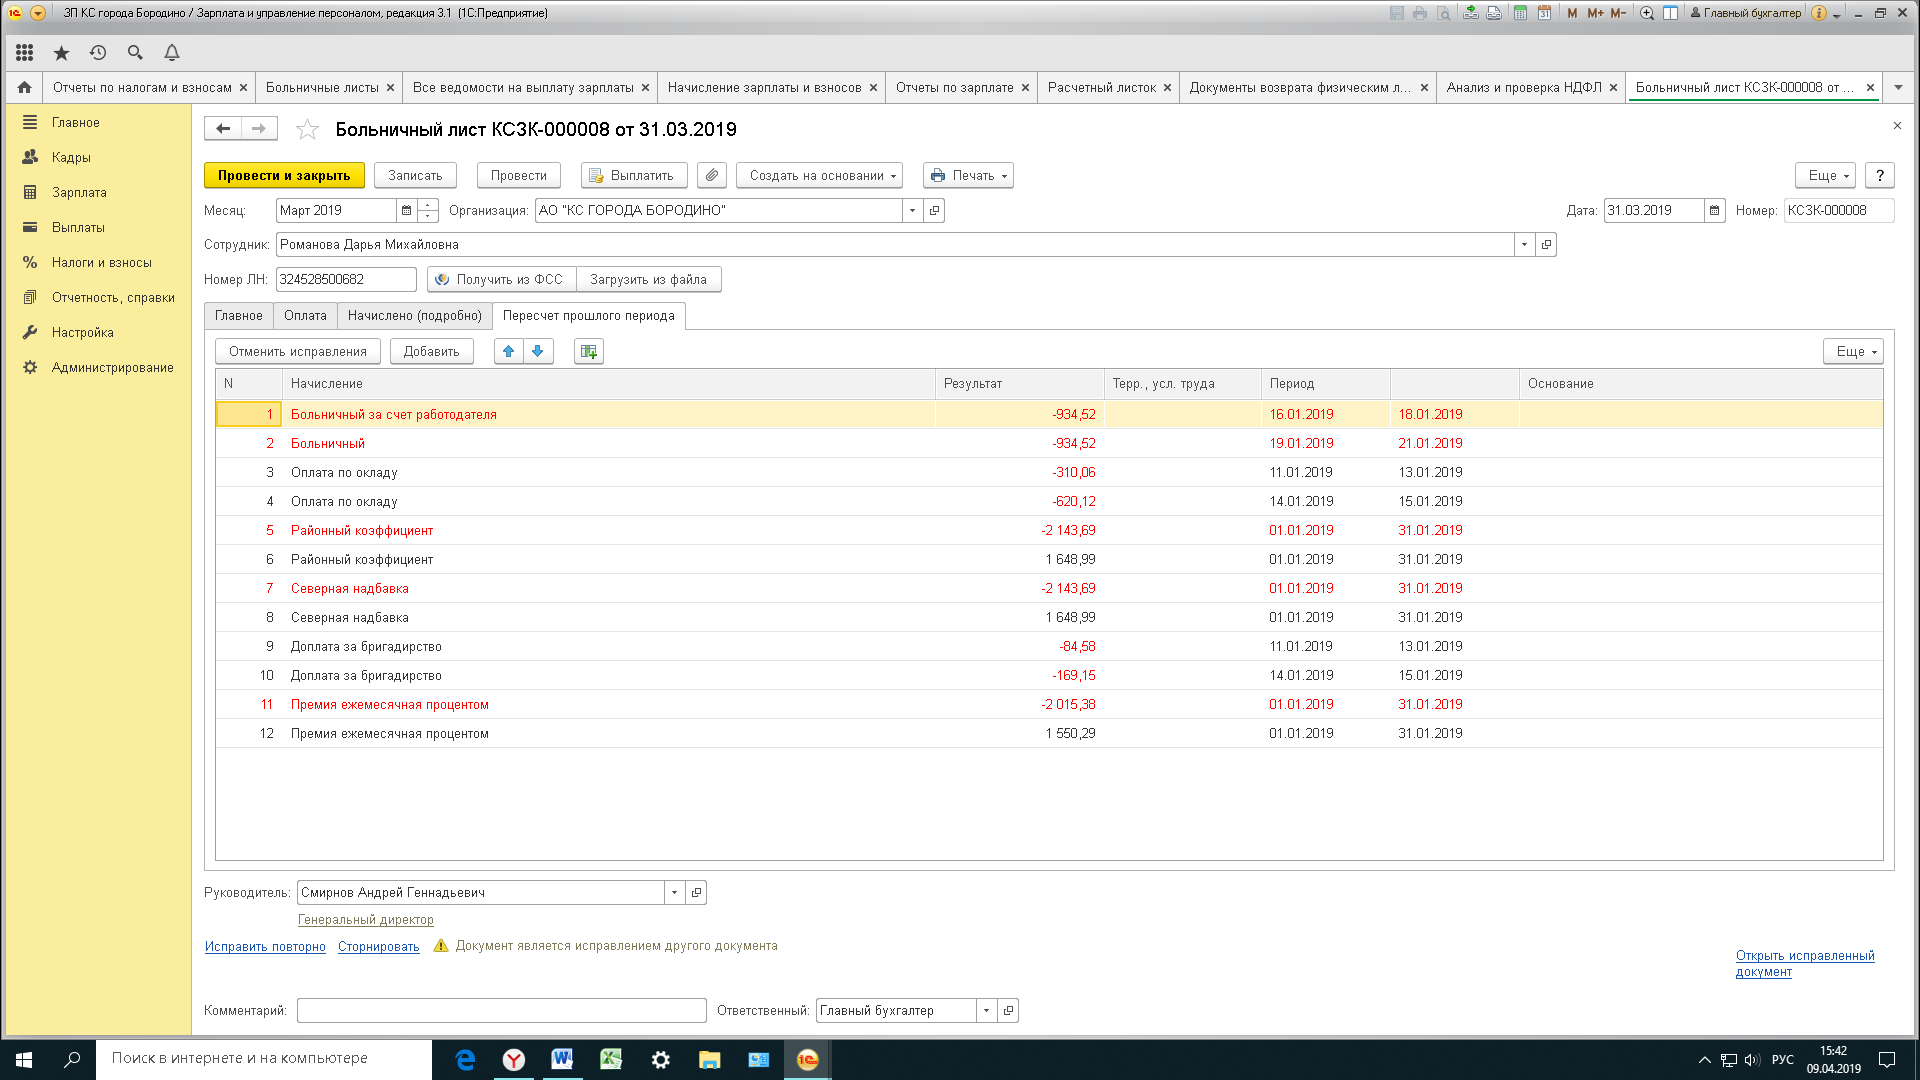 ЗП КС города Бородино / Зарплата и управление персоналом, редакция 3.1 (1С:Предприятие)
M M+ M- Главный бухгалтер
Отчеты по налогам и взносам Больничные листы Все ведомости на выплату зарплаты Начисление зарплаты и взносов Отчеты по зарплате Расчетный листок Документы возврата физическим л... Анализ и проверка НДФЛ Больничный лист КСЗК-000008 от ...
Главное
Кадры
Зарплата
Выплаты
Налоги и взносы
Отчетность, справки
Настройка
Администрирование
Больничный лист КСЗК-000008 от 31.03.2019
Провести и закрыть Записать Провести Выплатить Создать на основании Печать Еще ?
Месяц: Март 2019 Организация: АО "КС ГОРОДА БОРОДИНО" Дата: 31.03.2019 Номер: КСЗК-000008
Сотрудник: Романова Дарья Михайловна
Номер ЛН: 324528500682 Получить из ФСС Загрузить из файла
Главное Оплата Начислено (подробно) Пересчет прошлого периода
Отменить исправления Добавить Еще
N Начисление Результат Терр., усл. труда Период Основание
1 Больничный за счет работодателя -934,52 16.01.2019 18.01.2019
2 Больничный -934,52 19.01.2019 21.01.2019
3 Оплата по окладу -310,06 11.01.2019 13.01.2019
4 Оплата по окладу -620,12 14.01.2019 15.01.2019
5 Районный коэффициент -2 143,69 01.01.2019 31.01.2019
6 Районный коэффициент 1 648,99 01.01.2019 31.01.2019
7 Северная надбавка -2 143,69 01.01.2019 31.01.2019
8 Северная надбавка 1 648,99 01.01.2019 31.01.2019
9 Доплата за бригадирство -84,58 11.01.2019 13.01.2019
10 Доплата за бригадирство -169,15 14.01.2019 15.01.2019
11 Премия ежемесячная процентом -2 015,38 01.01.2019 31.01.2019
12 Премия ежемесячная процентом 1 550,29 01.01.2019 31.01.2019
Руководитель: Смирнов Андрей Геннадьевич
Генеральный директор
Исправить повторно Сторнировать Документ является исправлением другого документа
Открыть исправленный
документ
Комментарий: Ответственный: Главный бухгалтер
Поиск в интернете и на компьютере
РУС
15:42
09.04.2019